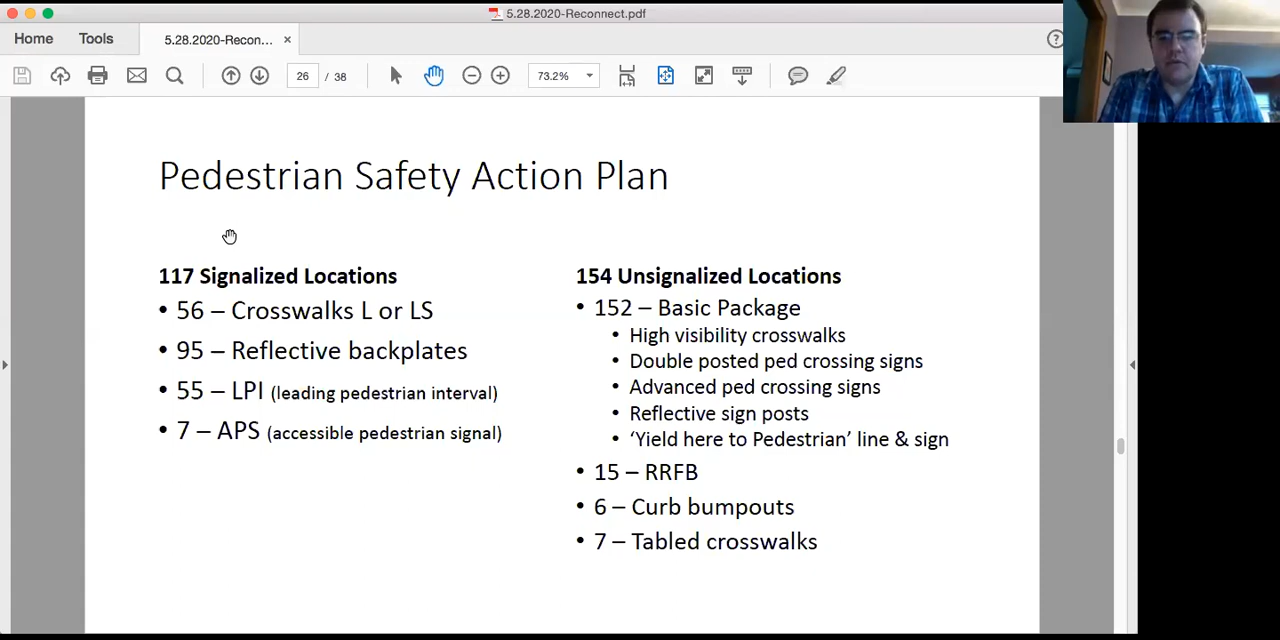 5.28.2020-Reconnect.pdf
Home
Tools
5.28.2020-Recon...
×
26 / 38
73.2%
Pedestrian Safety Action Plan
117 Signalized Locations
• 56 – Crosswalks L or LS
• 95 – Reflective backplates
• 55 – LPI (leading pedestrian interval)
• 7 – APS (accessible pedestrian signal)
154 Unsignalized Locations
• 152 – Basic Package
• High visibility crosswalks
• Double posted ped crossing signs
• Advanced ped crossing signs
• Reflective sign posts
• ‘Yield here to Pedestrian’ line & sign
• 15 – RRFB
• 6 – Curb bumpouts
• 7 – Tabled crosswalks